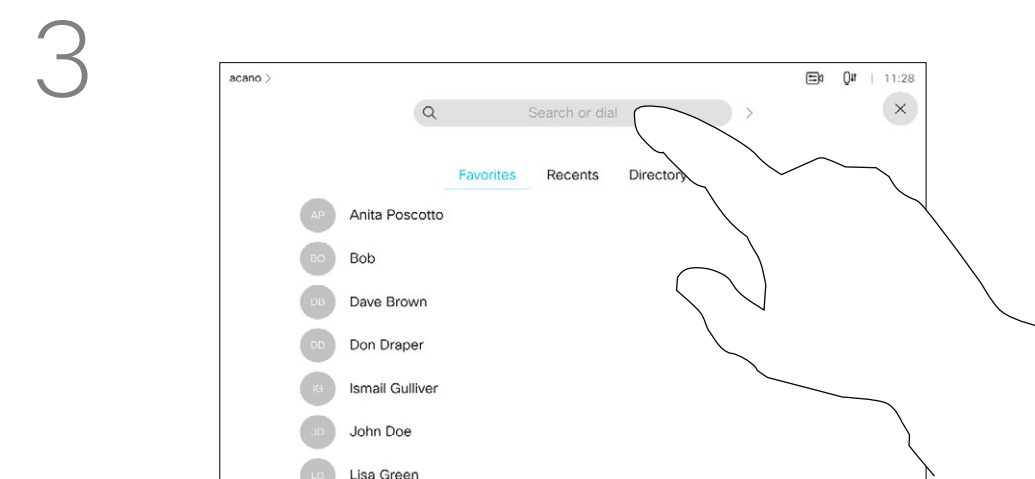 3
acano >
11:28
Search or dial
Favorites Recents Directory
AP Anita Poscotto
BO Bob
DB Dave Brown
DD Don Draper
IG Ismail Gulliver
JD John Doe
LG Lisa Green